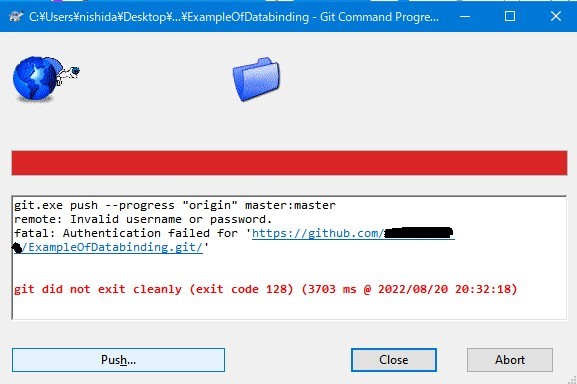 C:¥Users¥nishida¥Desktop¥...¥ExampleOfDatabinding - Git Command Progre...
git.exe push --progress "origin" master:master
remote: Invalid username or password.
fatal: Authentication failed for 'https://github.com/
/ExampleOfDatabinding.git/'
git did not exit cleanly (exit code 128) (3703 ms @ 2022/08/20 20:32:18)
Push... Close Abort